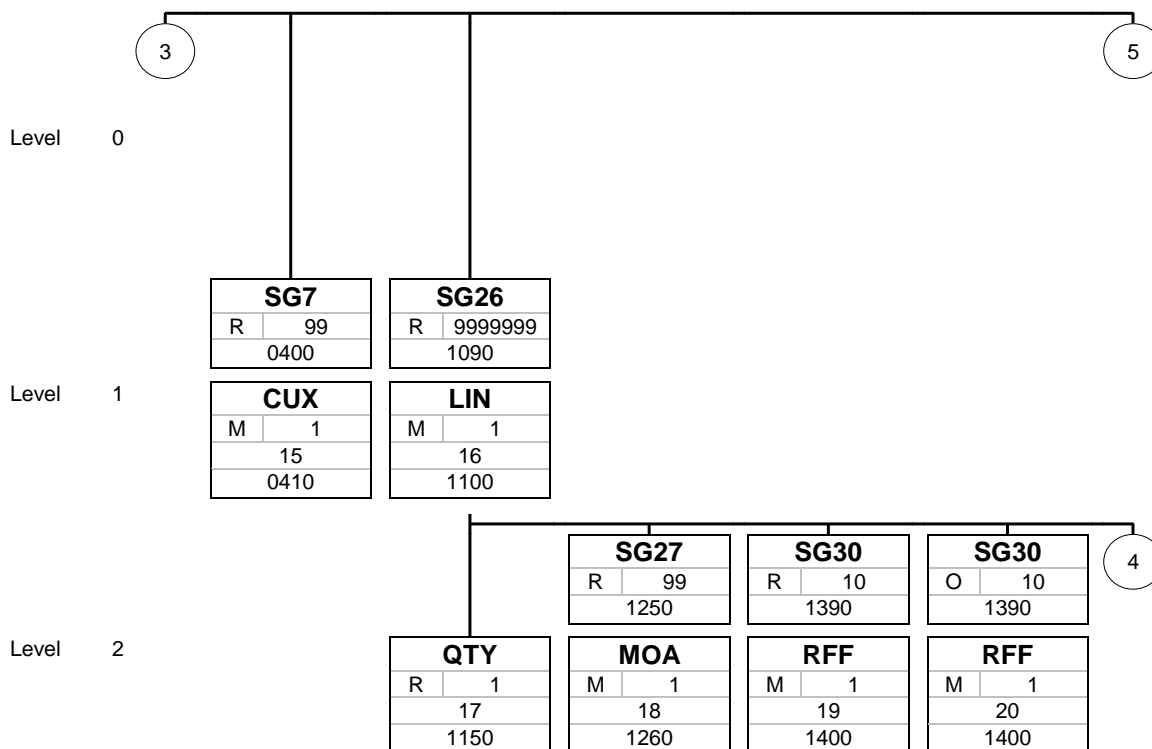 3 5
Level 0
SG7 SG26
R 99 R 9999999
0400 1090
Level 1
CUX LIN
M 1 M 1
15 16
0410 1100
SG27 SG30 SG30 4
R 99 R 10 O 10
1250 1390 1390
Level 2
QTY MOA RFF RFF
R 1 M 1 M 1 M 1
17 18 19 20
1150 1260 1400 1400